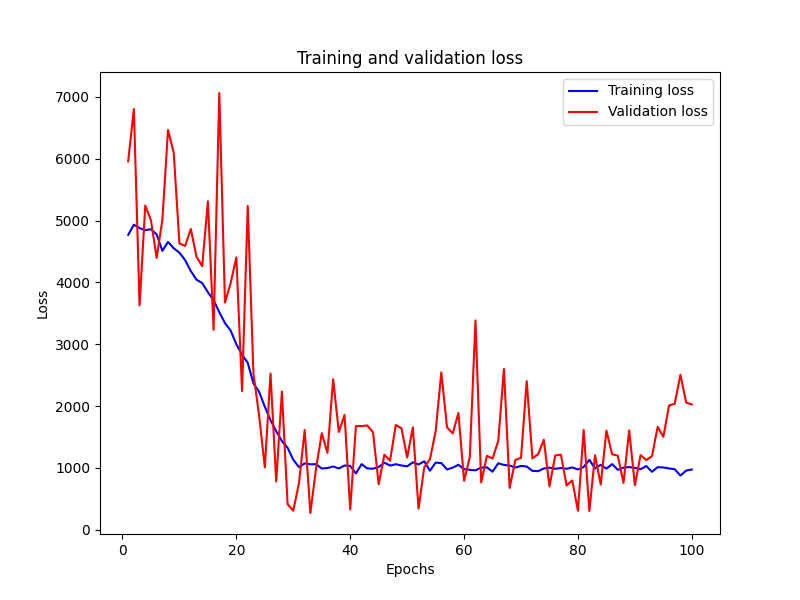 Training and validation loss
Training loss
Validation loss
7000
6000
5000
4000
3000
2000
1000
0
Loss
0 20 40 60 80 100
Epochs